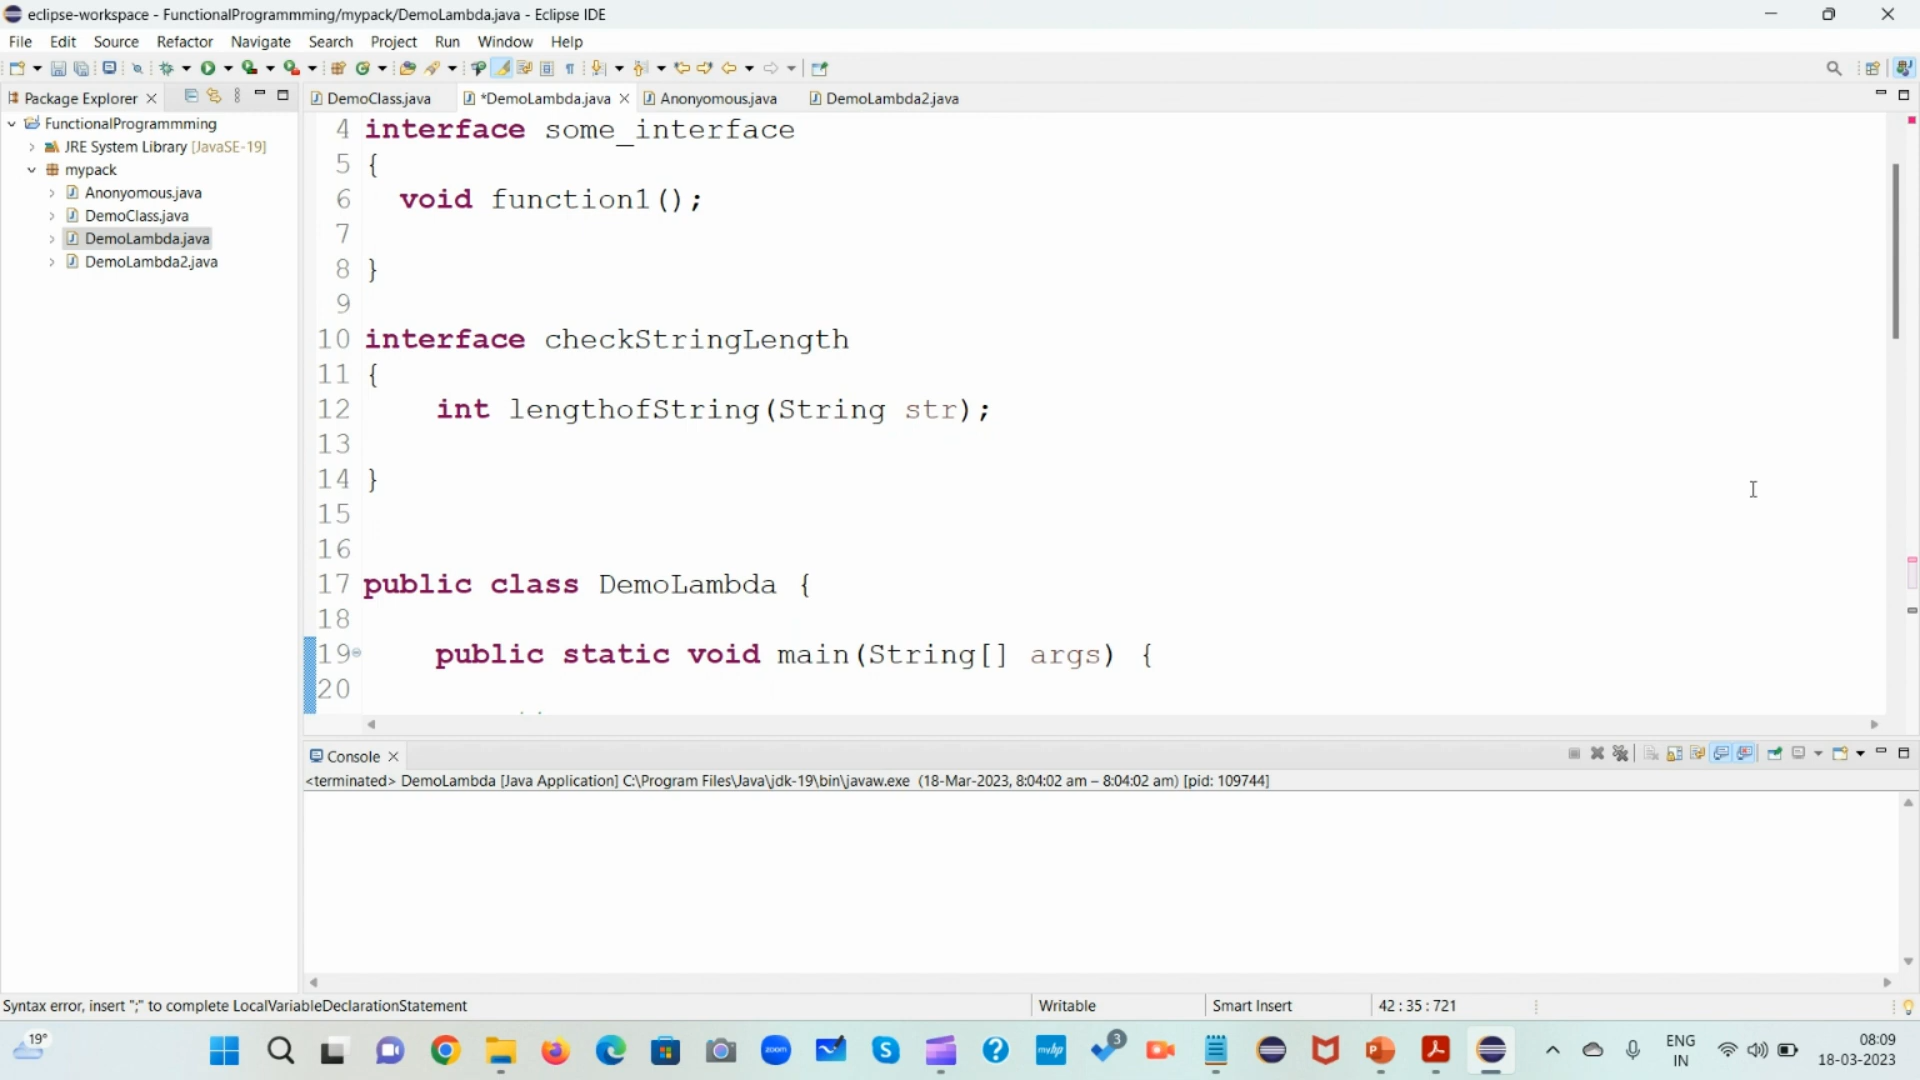 eclipse-workspace - FunctionalProgrammming/mypack/DemoLambda.java - Eclipse IDE
File Edit Source Refactor Navigate Search Project Run Window Help
Package Explorer
DemoClass.java *DemoLambda.java Anonyomous.java DemoLambda2.java
FunctionalProgrammming
JRE System Library [JavaSE-19]
mypack
Anonyomous.java
DemoClass.java
DemoLambda.java
DemoLambda2.java
4 interface some_interface
5 {
6 void function1();
7
8 }
9
10 interface checkStringLength
11 {
12 int lengthofString(String str);
13
14 }
15
16
17 public class DemoLambda {
18
19 public static void main(String[] args) {
20
Console
<terminated> DemoLambda [Java Application] C:\Program Files\Java\jdk-19\bin\javaw.exe (18-Mar-2023, 8:04:02 am – 8:04:02 am) [pid: 109744]
Syntax error, insert ";" to complete LocalVariableDeclarationStatement
Writable Smart Insert 42 : 35 : 721
19°
zoom
myhp
3
ENG
IN
08:09
18-03-2023